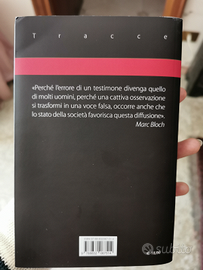 Tracce
«Perché l'errore di un testimone divenga quello
di molti uomini, perché una cattiva osservazione
si trasformi in una voce falsa, occorre anche che
lo stato della società favorisca questa diffusione».
Marc Bloch
subito